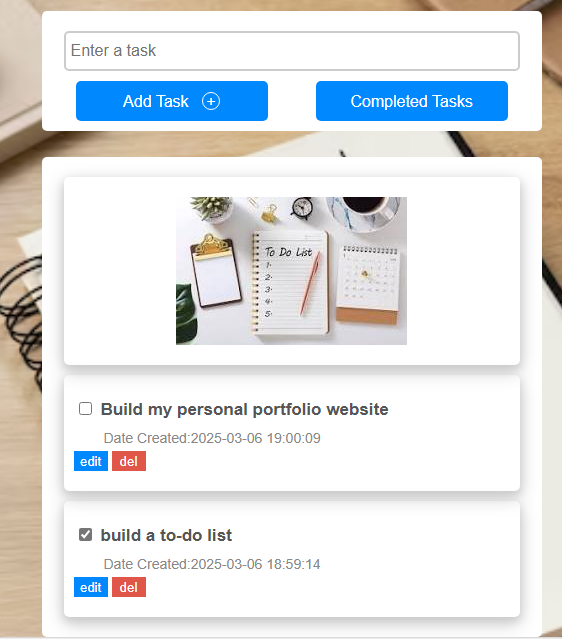 Enter a task
Add Task
Completed Tasks
To Do List
1-
2-
3-
4-
5-
Build my personal portfolio website
Date Created:2025-03-06 19:00:09
edit del
build a to-do list
Date Created:2025-03-06 18:59:14
edit del